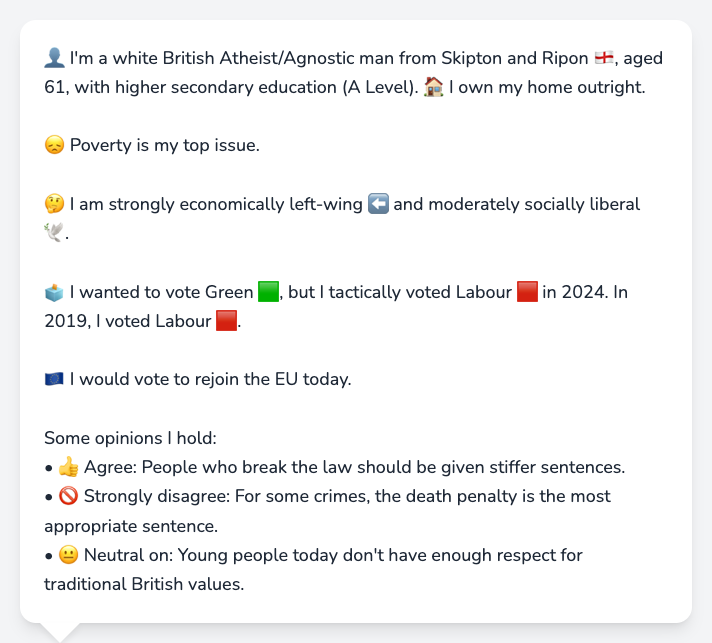 👤 I'm a white British Atheist/Agnostic man from Skipton and Ripon 🏴󠁧󠁢󠁥󠁮󠁧󠁿, aged
61, with higher secondary education (A Level). 🏠 I own my home outright.
😞 Poverty is my top issue.
🤔 I am strongly economically left-wing ⬅️ and moderately socially liberal
🕊️.
🗳️ I wanted to vote Green 🟩, but I tactically voted Labour 🟥 in 2024. In
2019, I voted Labour 🟥.
🇪🇺 I would vote to rejoin the EU today.
Some opinions I hold:
• 👍 Agree: People who break the law should be given stiffer sentences.
• 🚫 Strongly disagree: For some crimes, the death penalty is the most
appropriate sentence.
• 😐 Neutral on: Young people today don't have enough respect for
traditional British values.